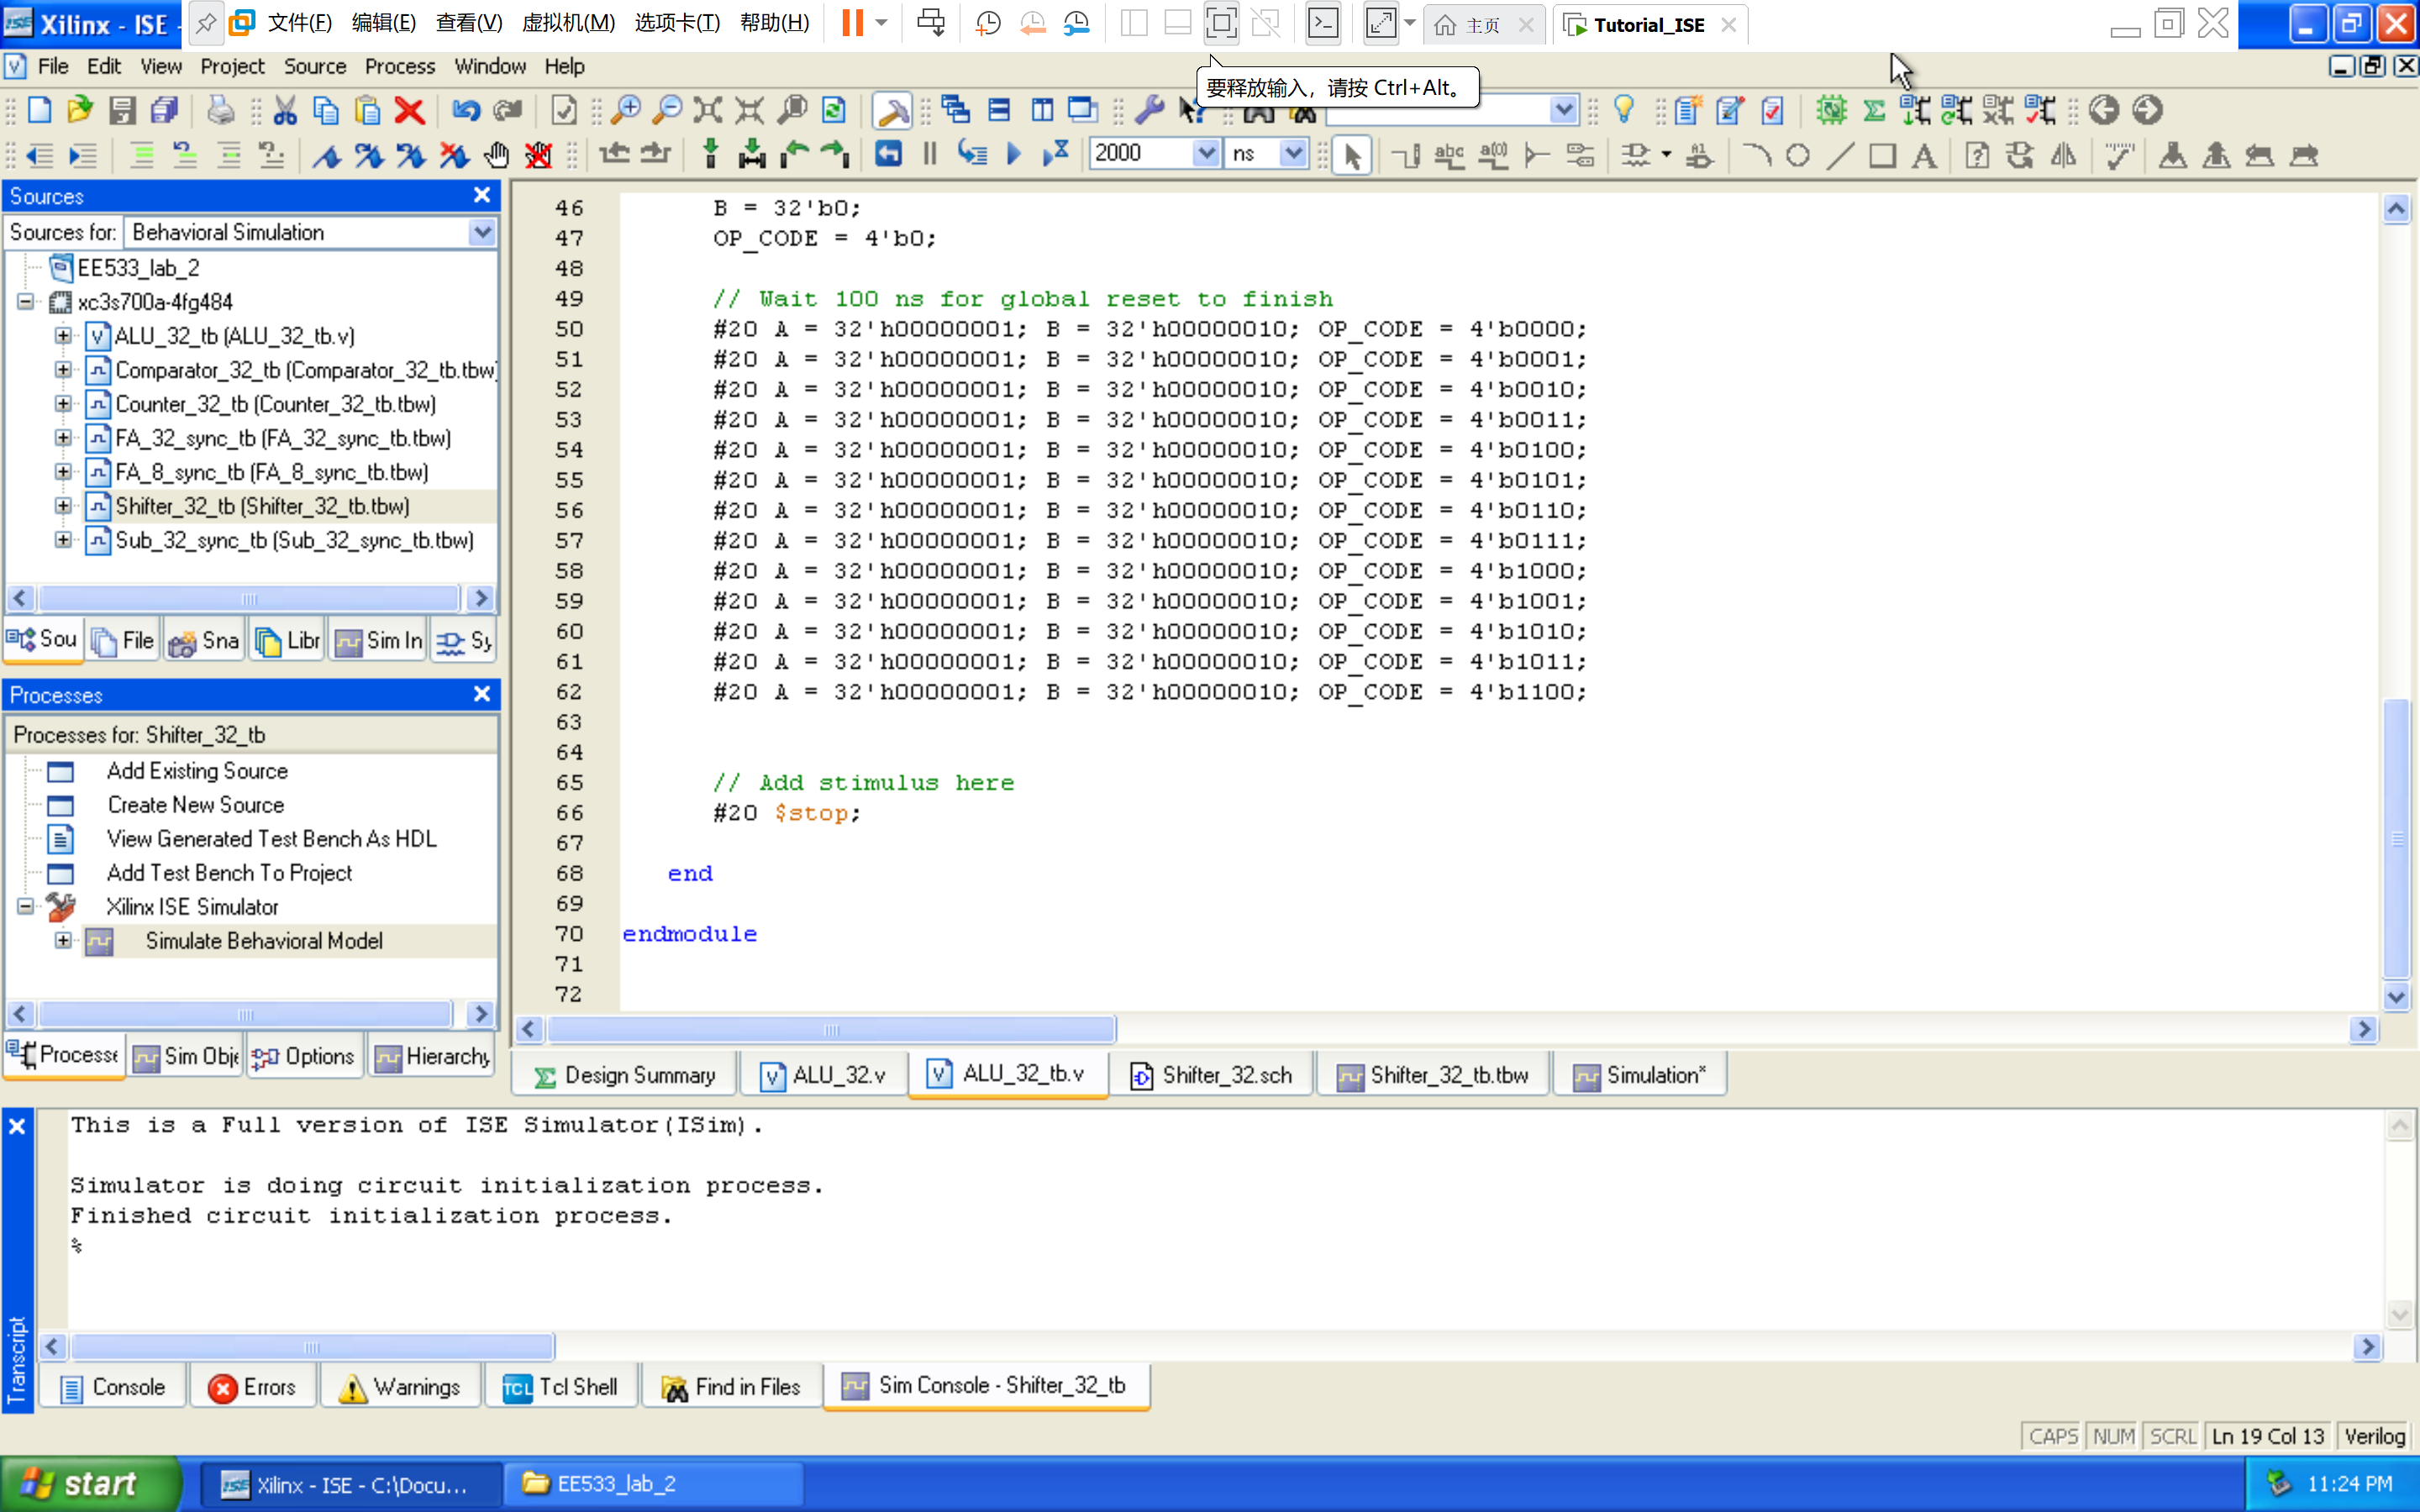 Xilinx - ISE -
文件(F) 编辑(E) 查看(V) 虚拟机(M) 选项卡(T) 帮助(H)
主页
Tutorial_ISE
File Edit View Project Source Process Window Help
要释放输入，请按 Ctrl+Alt。
2000 ns
Sources
Sources for: Behavioral Simulation
EE533_lab_2
xc3s700a-4fg484
ALU_32_tb (ALU_32_tb.v)
Comparator_32_tb (Comparator_32_tb.tbw)
Counter_32_tb (Counter_32_tb.tbw)
FA_32_sync_tb (FA_32_sync_tb.tbw)
FA_8_sync_tb (FA_8_sync_tb.tbw)
Shifter_32_tb (Shifter_32_tb.tbw)
Sub_32_sync_tb (Sub_32_sync_tb.tbw)
Sou File Sna Libr Sim In Sy
Processes
Processes for: Shifter_32_tb
Add Existing Source
Create New Source
View Generated Test Bench As HDL
Add Test Bench To Project
Xilinx ISE Simulator
Simulate Behavioral Model
Processe Sim Obje Options Hierarchy
46 B = 32'b0;
47 OP_CODE = 4'b0;
48
49 // Wait 100 ns for global reset to finish
50 #20 A = 32'h00000001; B = 32'h00000010; OP_CODE = 4'b0000;
51 #20 A = 32'h00000001; B = 32'h00000010; OP_CODE = 4'b0001;
52 #20 A = 32'h00000001; B = 32'h00000010; OP_CODE = 4'b0010;
53 #20 A = 32'h00000001; B = 32'h00000010; OP_CODE = 4'b0011;
54 #20 A = 32'h00000001; B = 32'h00000010; OP_CODE = 4'b0100;
55 #20 A = 32'h00000001; B = 32'h00000010; OP_CODE = 4'b0101;
56 #20 A = 32'h00000001; B = 32'h00000010; OP_CODE = 4'b0110;
57 #20 A = 32'h00000001; B = 32'h00000010; OP_CODE = 4'b0111;
58 #20 A = 32'h00000001; B = 32'h00000010; OP_CODE = 4'b1000;
59 #20 A = 32'h00000001; B = 32'h00000010; OP_CODE = 4'b1001;
60 #20 A = 32'h00000001; B = 32'h00000010; OP_CODE = 4'b1010;
61 #20 A = 32'h00000001; B = 32'h00000010; OP_CODE = 4'b1011;
62 #20 A = 32'h00000001; B = 32'h00000010; OP_CODE = 4'b1100;
63
64
65 // Add stimulus here
66 #20 $stop;
67
68 end
69
70 endmodule
71
72
Design Summary ALU_32.v ALU_32_tb.v Shifter_32.sch Shifter_32_tb.tbw Simulation*
This is a Full version of ISE Simulator(ISim).
Simulator is doing circuit initialization process.
Finished circuit initialization process.
%
Transcript
Console Errors Warnings Tcl Shell Find in Files Sim Console - Shifter_32_tb
CAPS NUM SCRL Ln 19 Col 13 Verilog
start Xilinx - ISE - C:\Docu... EE533_lab_2 11:24 PM